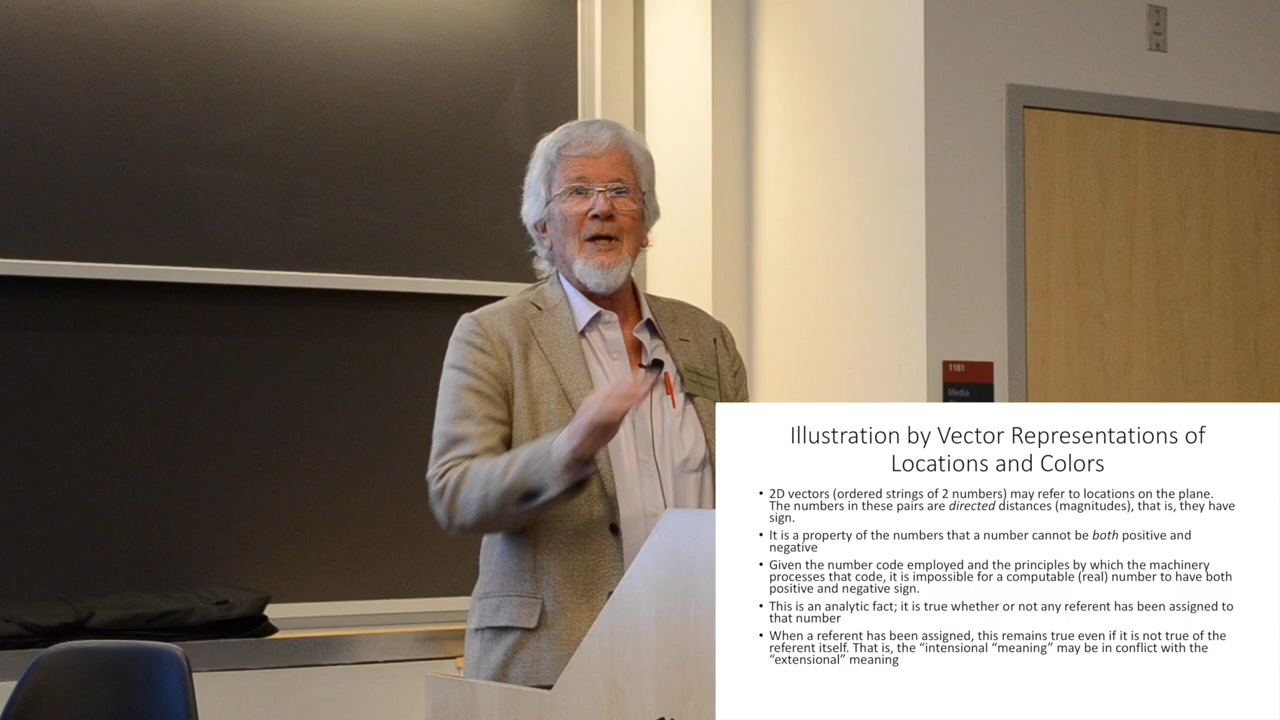 1181
Media
Illustration by Vector Representations of
Locations and Colors
• 2D vectors (ordered strings of 2 numbers) may refer to locations on the plane.
The numbers in these pairs are directed distances (magnitudes), that is, they have
sign.
• It is a property of the numbers that a number cannot be both positive and
negative
• Given the number code employed and the principles by which the machinery
processes that code, it is impossible for a computable (real) number to have both
positive and negative sign.
• This is an analytic fact; it is true whether or not any referent has been assigned to
that number
• When a referent has been assigned, this remains true even if it is not true of the
referent itself. That is, the “intensional “meaning” may be in conflict with the
“extensional” meaning